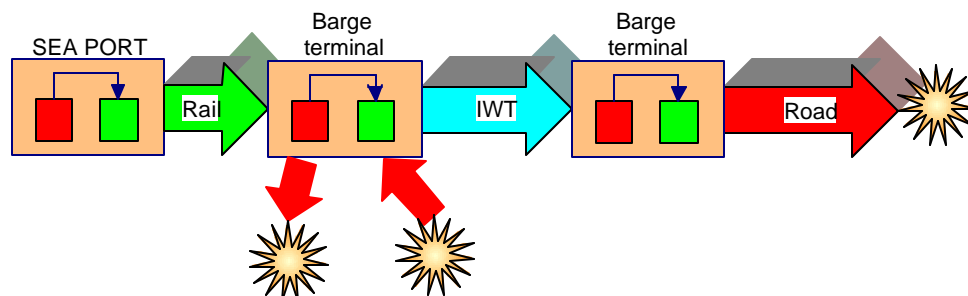 SEA PORT
Barge
terminal
Barge
terminal
Rail
IWT
Road